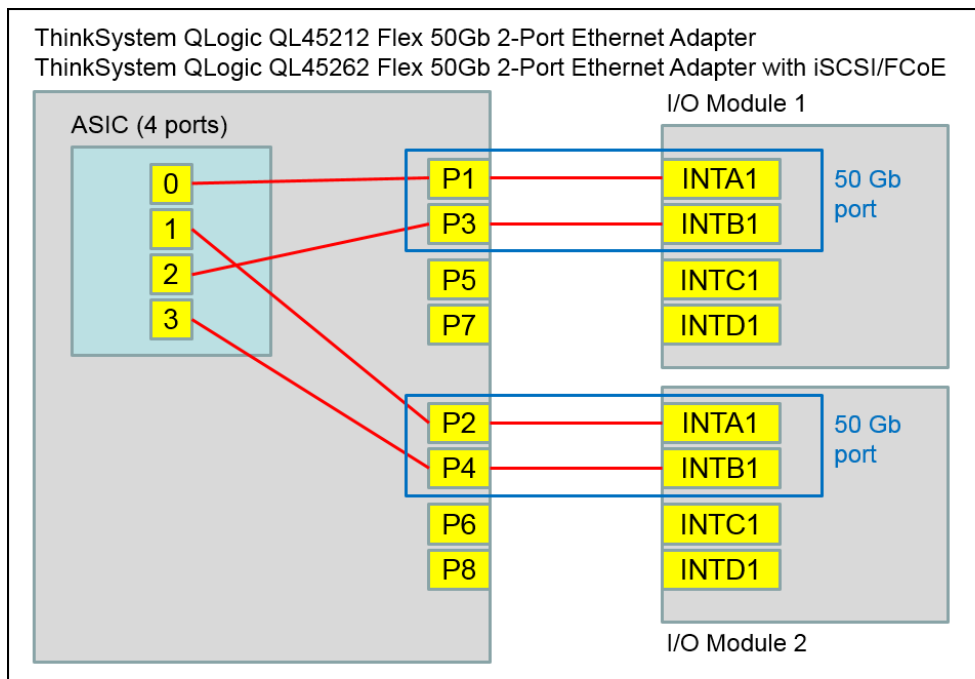 ThinkSystem QLogic QL45212 Flex 50Gb 2-Port Ethernet Adapter
ThinkSystem QLogic QL45262 Flex 50Gb 2-Port Ethernet Adapter with iSCSI/FCoE
I/O Module 1
ASIC (4 ports)
0
1
2
3
P1
P3
P5
P7
P2
P4
P6
P8
INTA1
INTB1
INTC1
INTD1
50 Gb
port
INTA1
INTB1
INTC1
INTD1
50 Gb
port
I/O Module 2